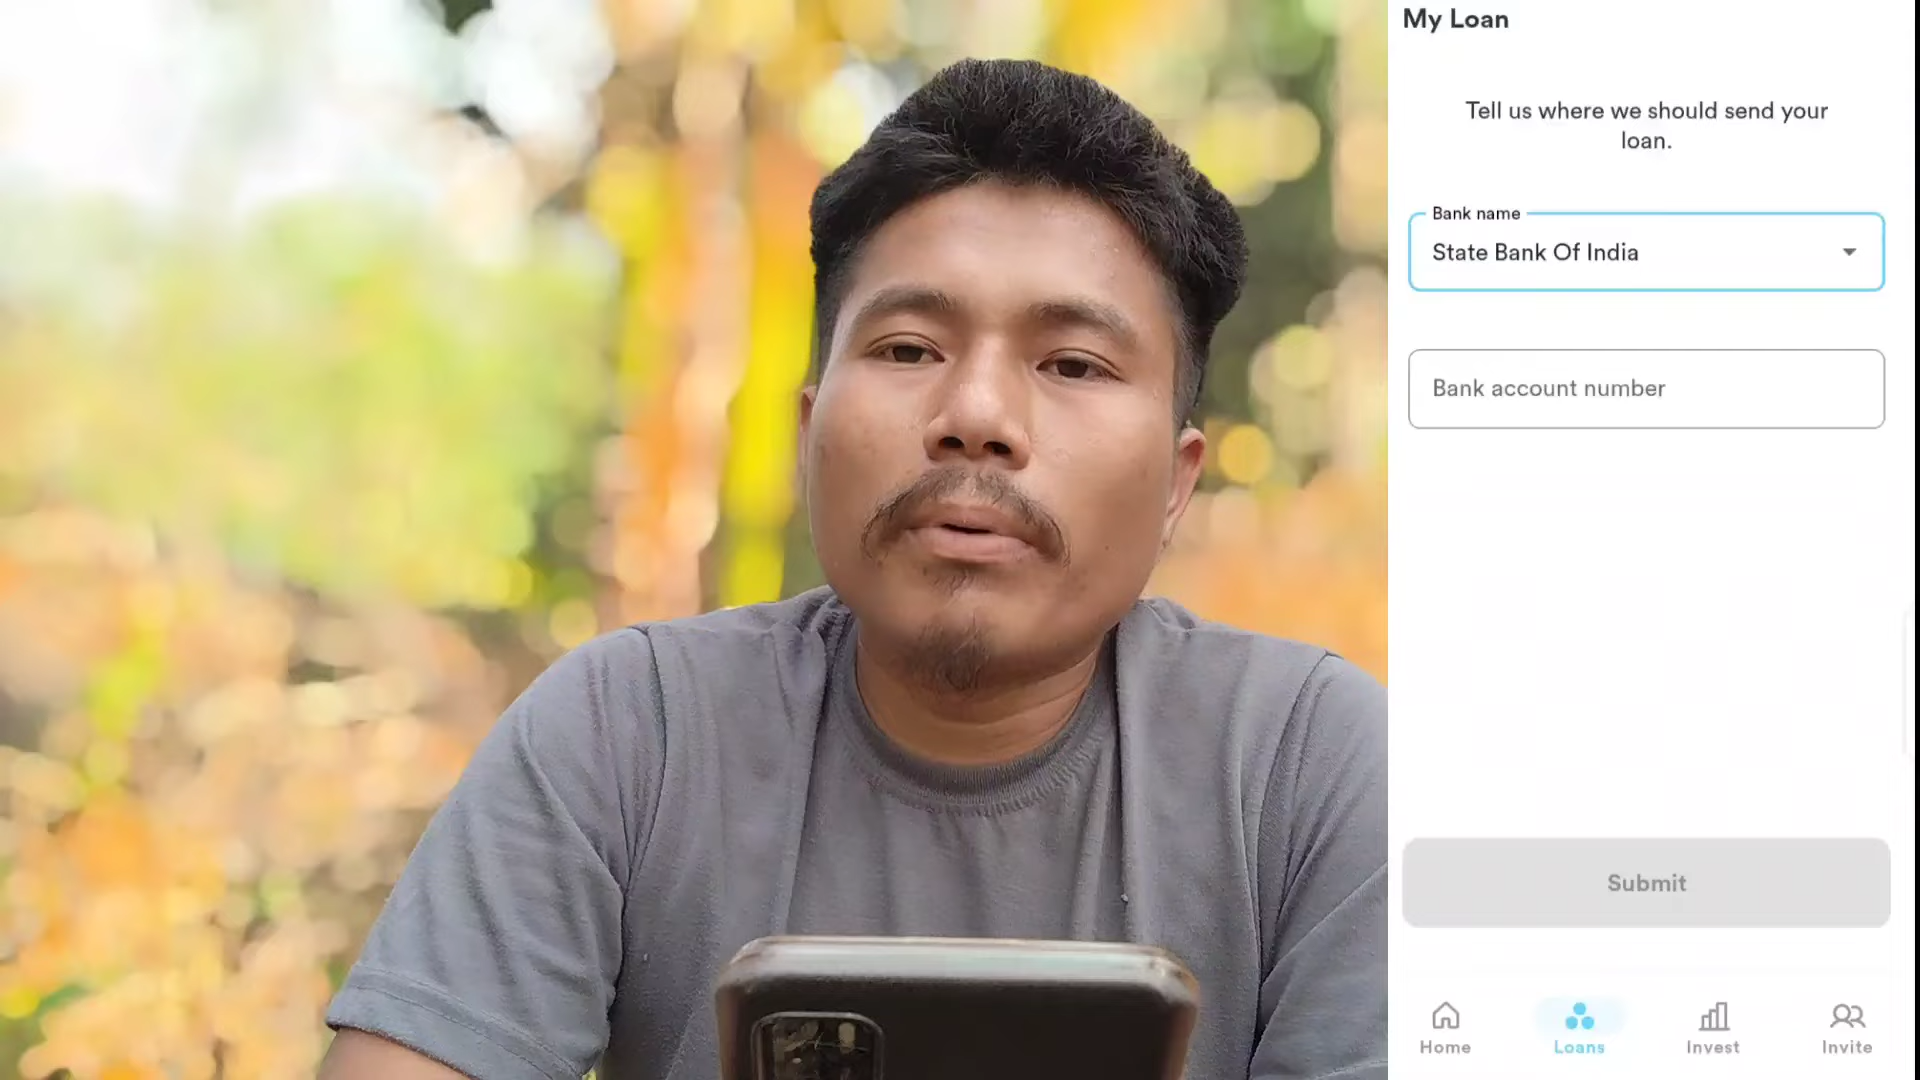 My Loan
Tell us where we should send your
loan.
Bank name
State Bank Of India
Bank account number
Submit
Home
Loans
Invest
Invite